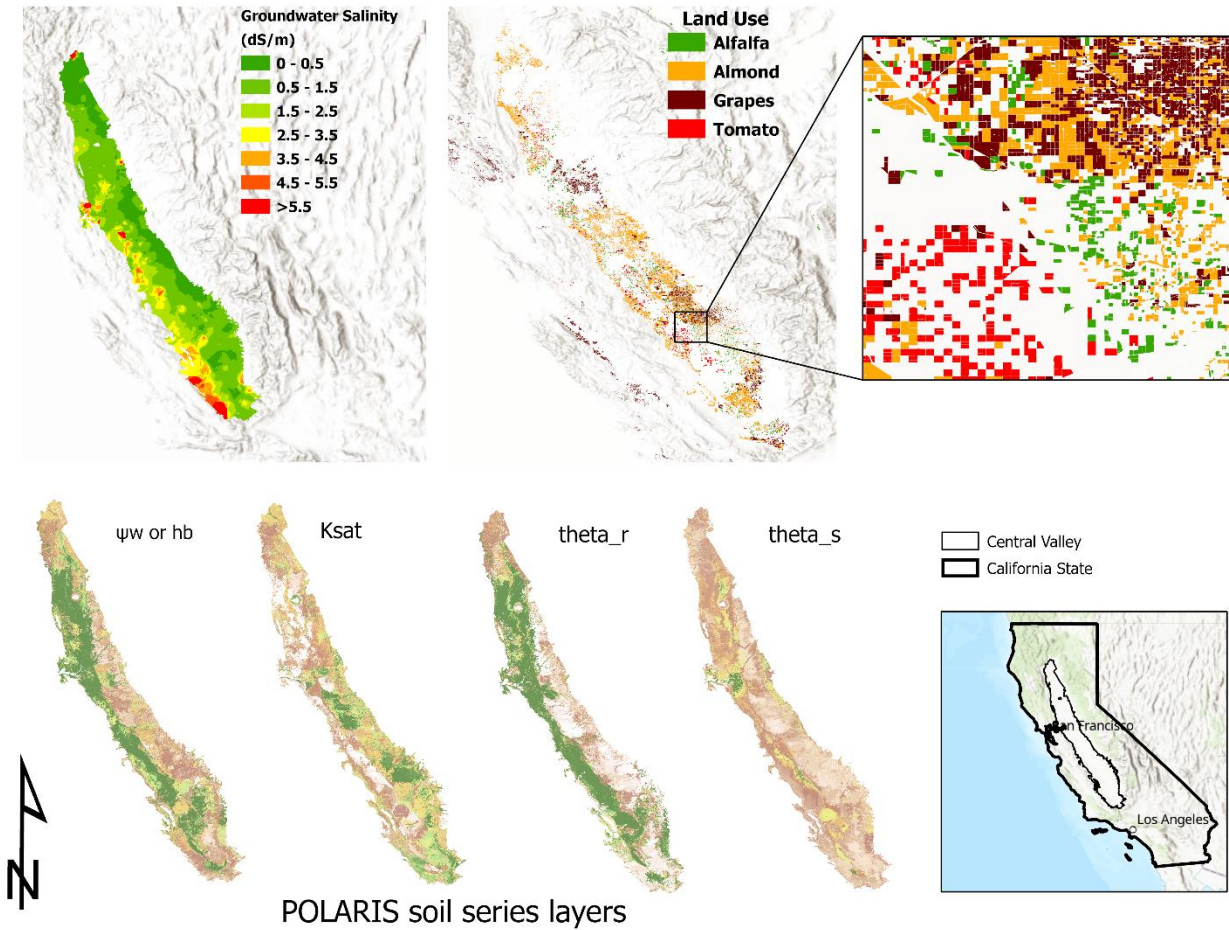 Groundwater Salinity
(dS/m)
0 - 0.5
0.5 - 1.5
1.5 - 2.5
2.5 - 3.5
3.5 - 4.5
4.5 - 5.5
>5.5
Land Use
Alfalfa
Almond
Grapes
Tomato
ψw or hb
Ksat
theta_r
theta_s
Central Valley
California State
San Francisco
Los Angeles
N
POLARIS soil series layers